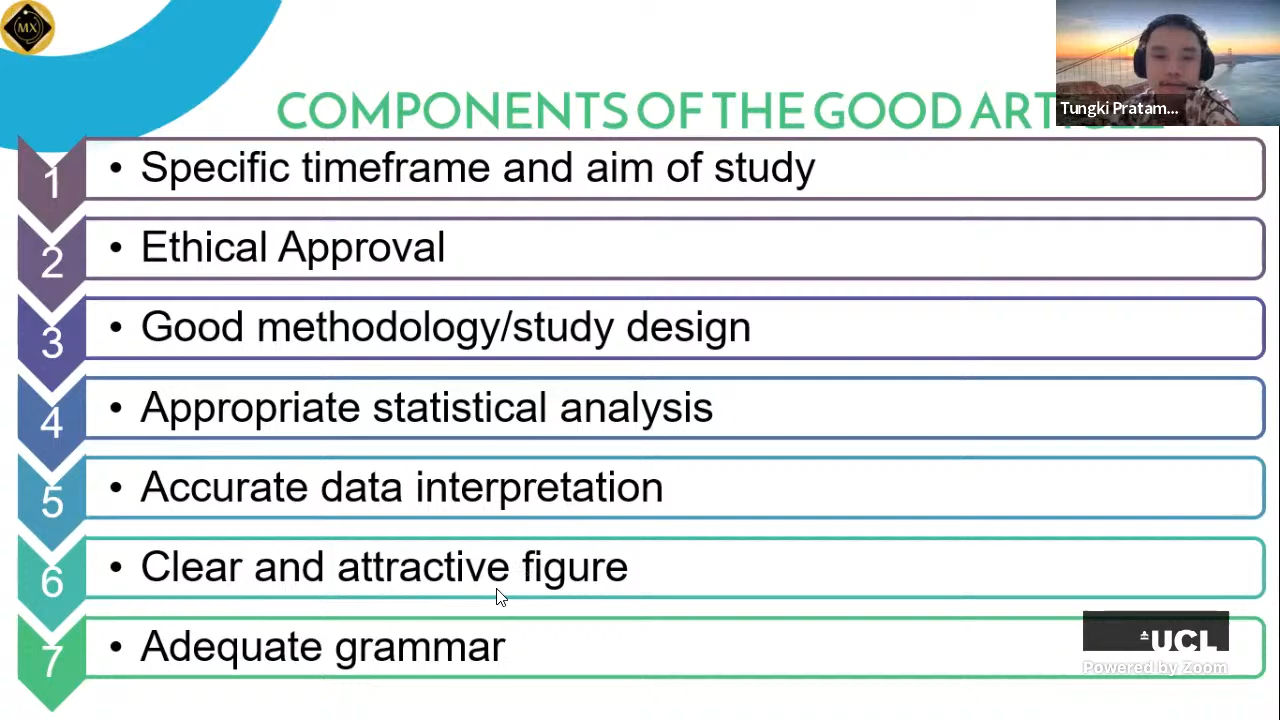 MX
COMPONENTS OF THE GOOD
Tungki Pratam...
1
• Specific timeframe and aim of study
2
• Ethical Approval
3
• Good methodology/study design
4
• Appropriate statistical analysis
5
• Accurate data interpretation
6
• Clear and attractive figure
7
• Adequate grammar
UCL
Powered by Zoom